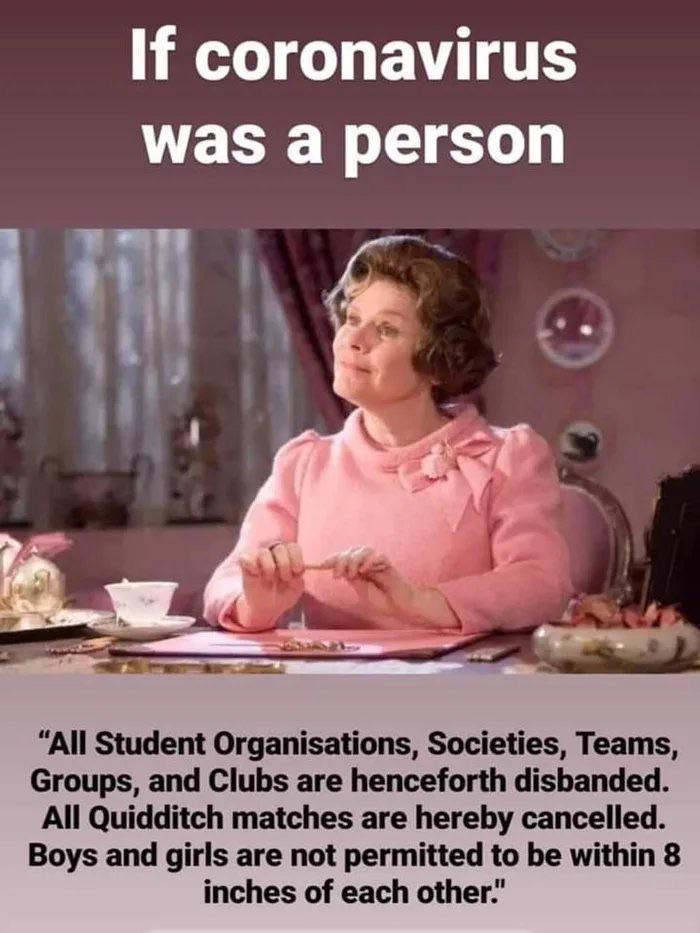 If coronavirus
was a person
“All Student Organisations, Societies, Teams,
Groups, and Clubs are henceforth disbanded.
All Quidditch matches are hereby cancelled.
Boys and girls are not permitted to be within 8
inches of each other."